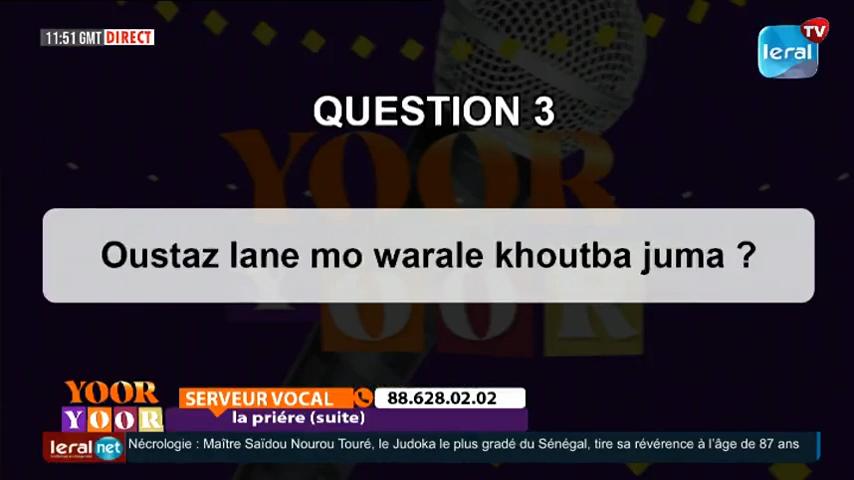 11:51 GMT DIRECT
leral TV
QUESTION 3
YOOR
Oustaz lane mo warale khoutba juma ?
YOOR
YOOR
YOOR
SERVEUR VOCAL 88.628.02.02
la priére (suite)
leral net Nécrologie : Maître Saïdou Nourou Touré, le Judoka le plus gradé du Sénégal, tire sa révérence à l'âge de 87 ans